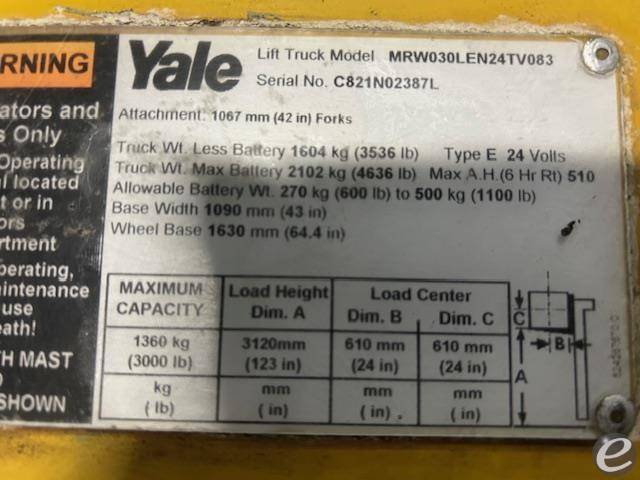 RNING
ators and
s Only
Operating
al located
t or in
ors
rtment
perating,
intenance
use
eath!
TH MAST
SHOWN
Yale
Lift Truck Model MRW030LEN24TV083
Serial No. C821N02387L
Attachment: 1067 mm (42 in) Forks
Truck Wt. Less Battery 1604 kg (3536 lb) Type E 24 Volts
Truck Wt. Max Battery 2102 kg (4636 lb) Max A.H.(6 Hr Rt) 510
Allowable Battery Wt. 270 kg (600 lb) to 500 kg (1100 lb)
Base Width 1090 mm (43 in)
Wheel Base 1630 mm (64.4 in)
MAXIMUM CAPACITY
Load Height Dim. A
Load Center
Dim. B Dim. C
1360 kg 3120mm 610 mm 610 mm
(3000 lb) (123 in) (24 in) (24 in)
kg mm mm mm
( lb) ( in) ( in) . ( in)
C
B
A
e